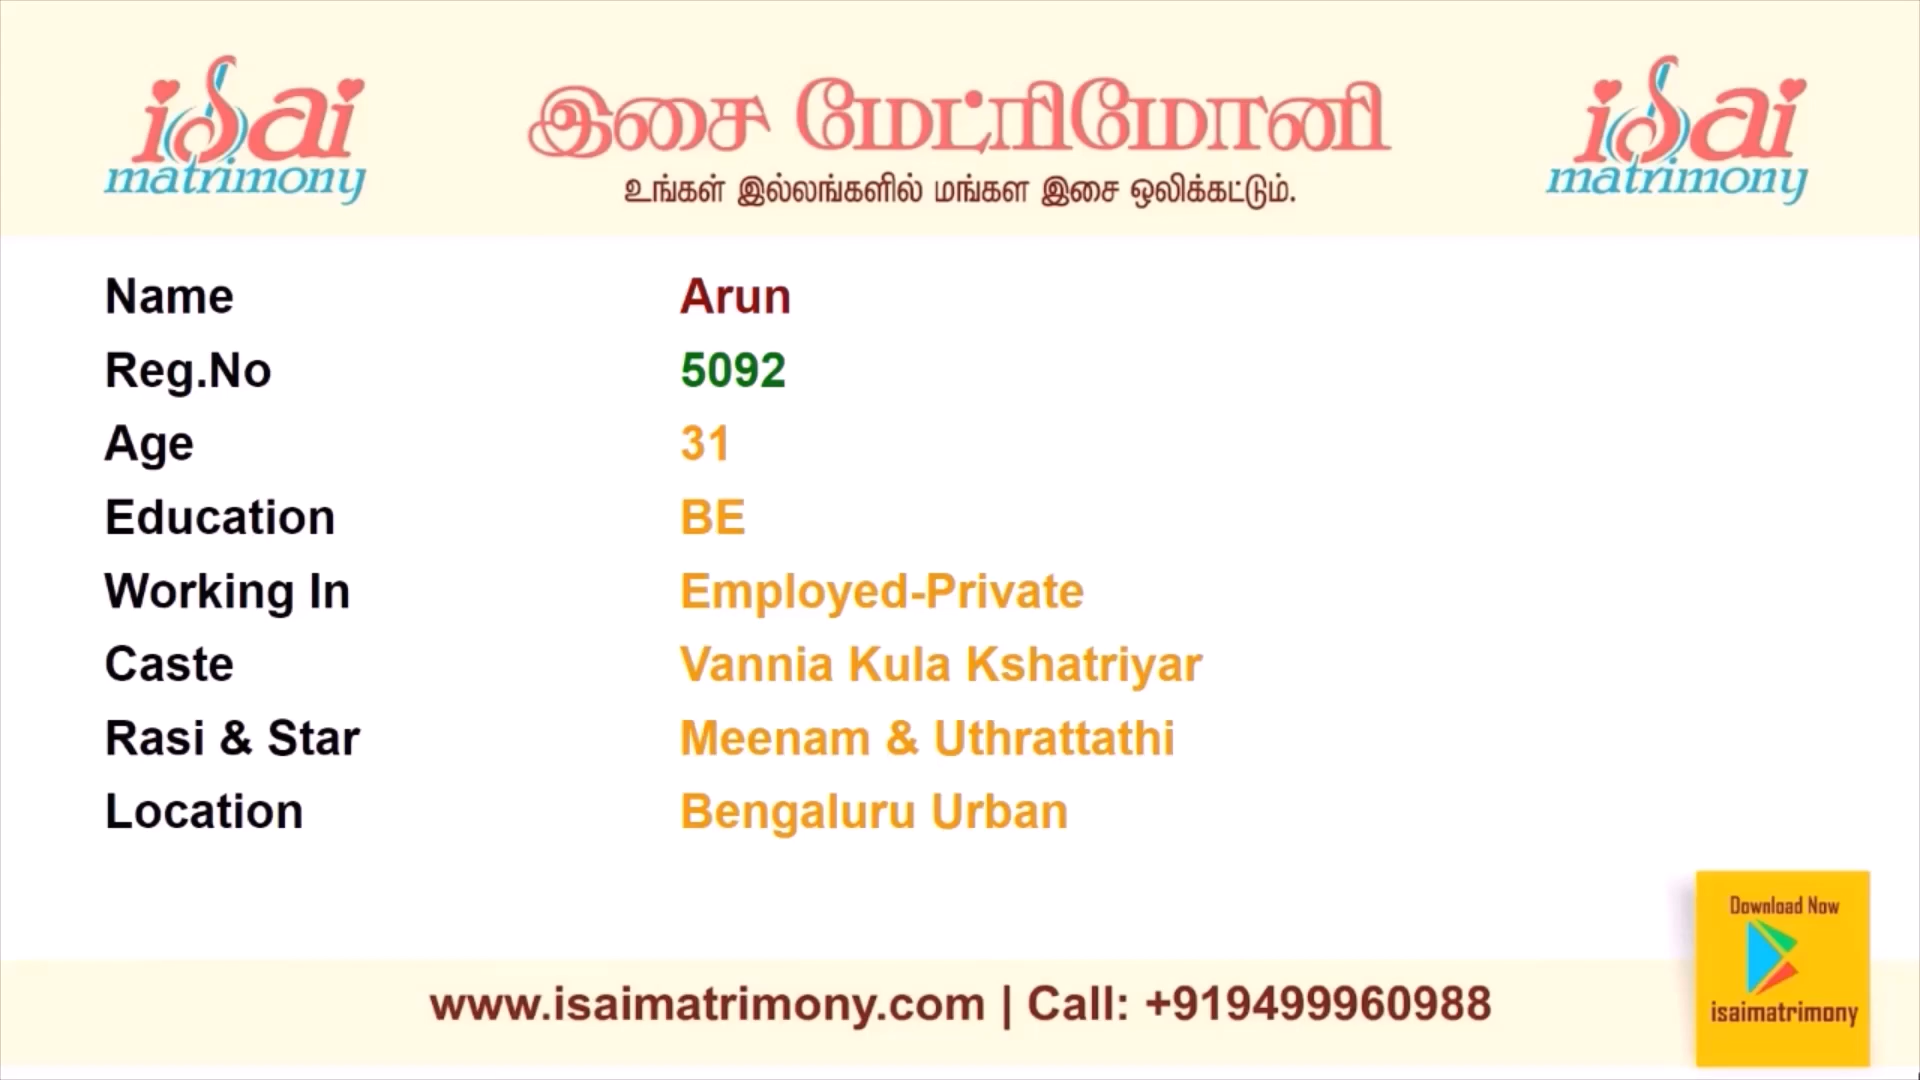 isai
matrimony
இசை மேட்ரிமோனி
உங்கள் இல்லங்களில் மங்கள இசை ஒலிக்கட்டும்.
isai
matrimony
Name Arun
Reg.No 5092
Age 31
Education BE
Working In Employed-Private
Caste Vannia Kula Kshatriyar
Rasi & Star Meenam & Uthrattathi
Location Bengaluru Urban
Download Now
isaimatrimony
www.isaimatrimony.com | Call: +919499960988